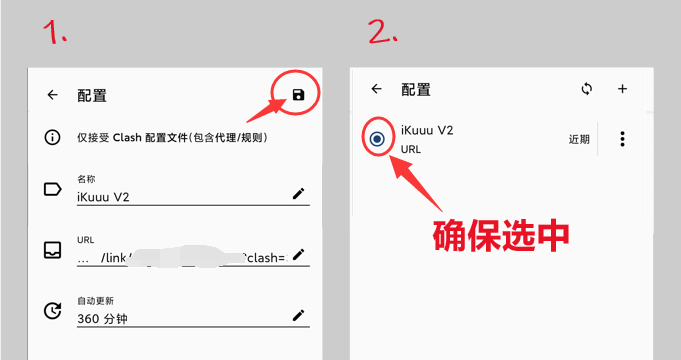 1.
配置
仅接受 Clash 配置文件(包含代理/规则)
名称
iKuuu V2
URL
... /link/ ?clash=
自动更新
360 分钟
2.
配置
iKuuu V2
URL
近期
确保选中